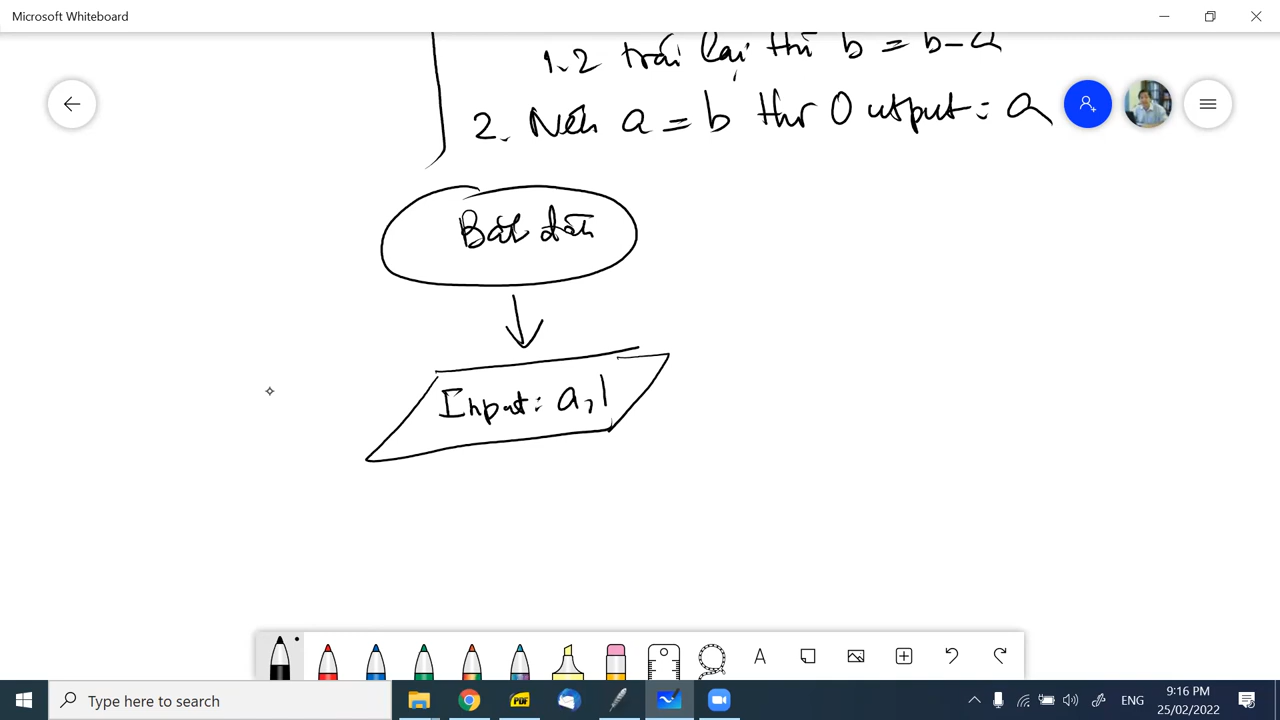 Microsoft Whiteboard
1.2 trái lại thì b = b - a
2. Nếu a = b thì Output: a
Bắt đầu
Input: a, l
A
Type here to search
PDF
ENG
9:16 PM
25/02/2022